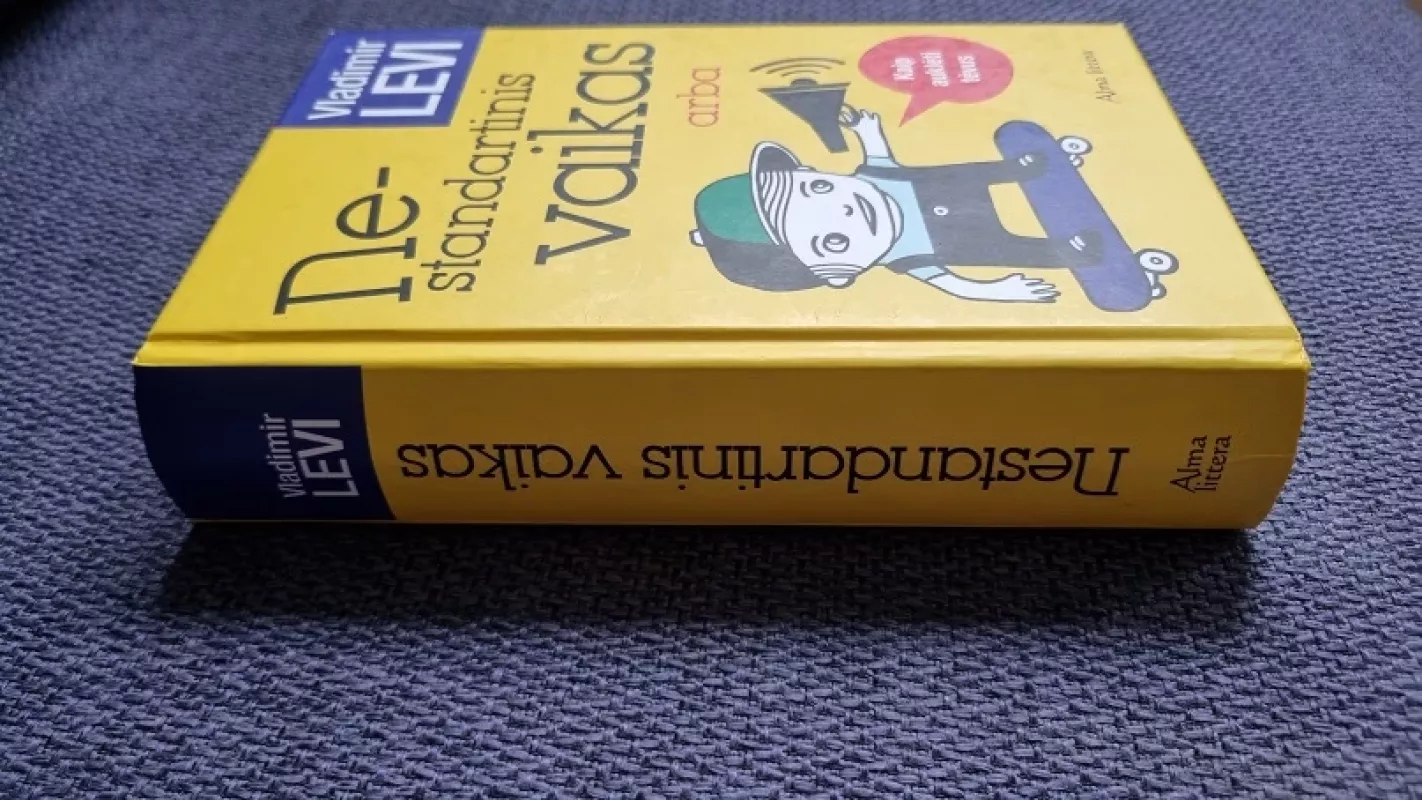 Vladimir
LEVI
Ne-
standartinis
vaikas
arba
Kaip
auklėti
tėvus
Alma littera
Vladimir
LEVI
Nestandartinis vaikas
Alma
littera